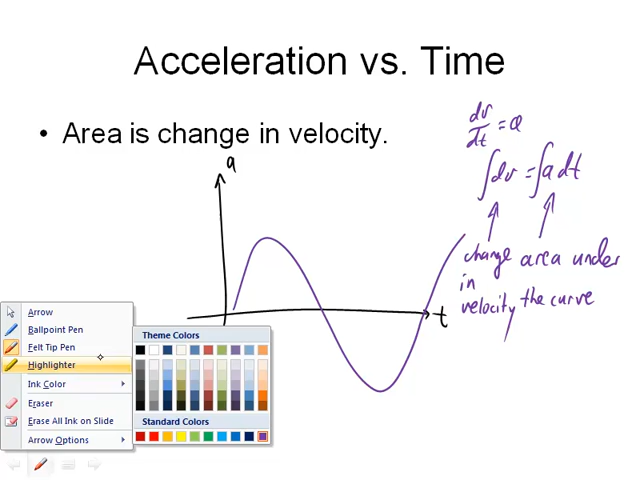 Acceleration vs. Time
• Area is change in velocity.
dv/dt = a
∫dv = ∫a dt
change in velocity
area under the curve
a
t
Arrow
Ballpoint Pen
Felt Tip Pen
Highlighter
Ink Color
Eraser
Erase All Ink on Slide
Arrow Options
Theme Colors
Standard Colors